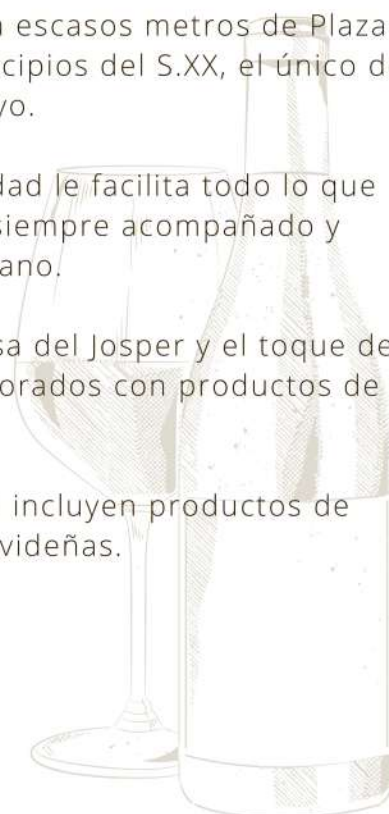 a escasos metros de Plaza
cipios del S.XX, el único d
yo.
dad le facilita todo lo que
siempre acompañado y
ano.
sa del Josper y el toque de
orados con productos de
incluyen productos de
videñas.